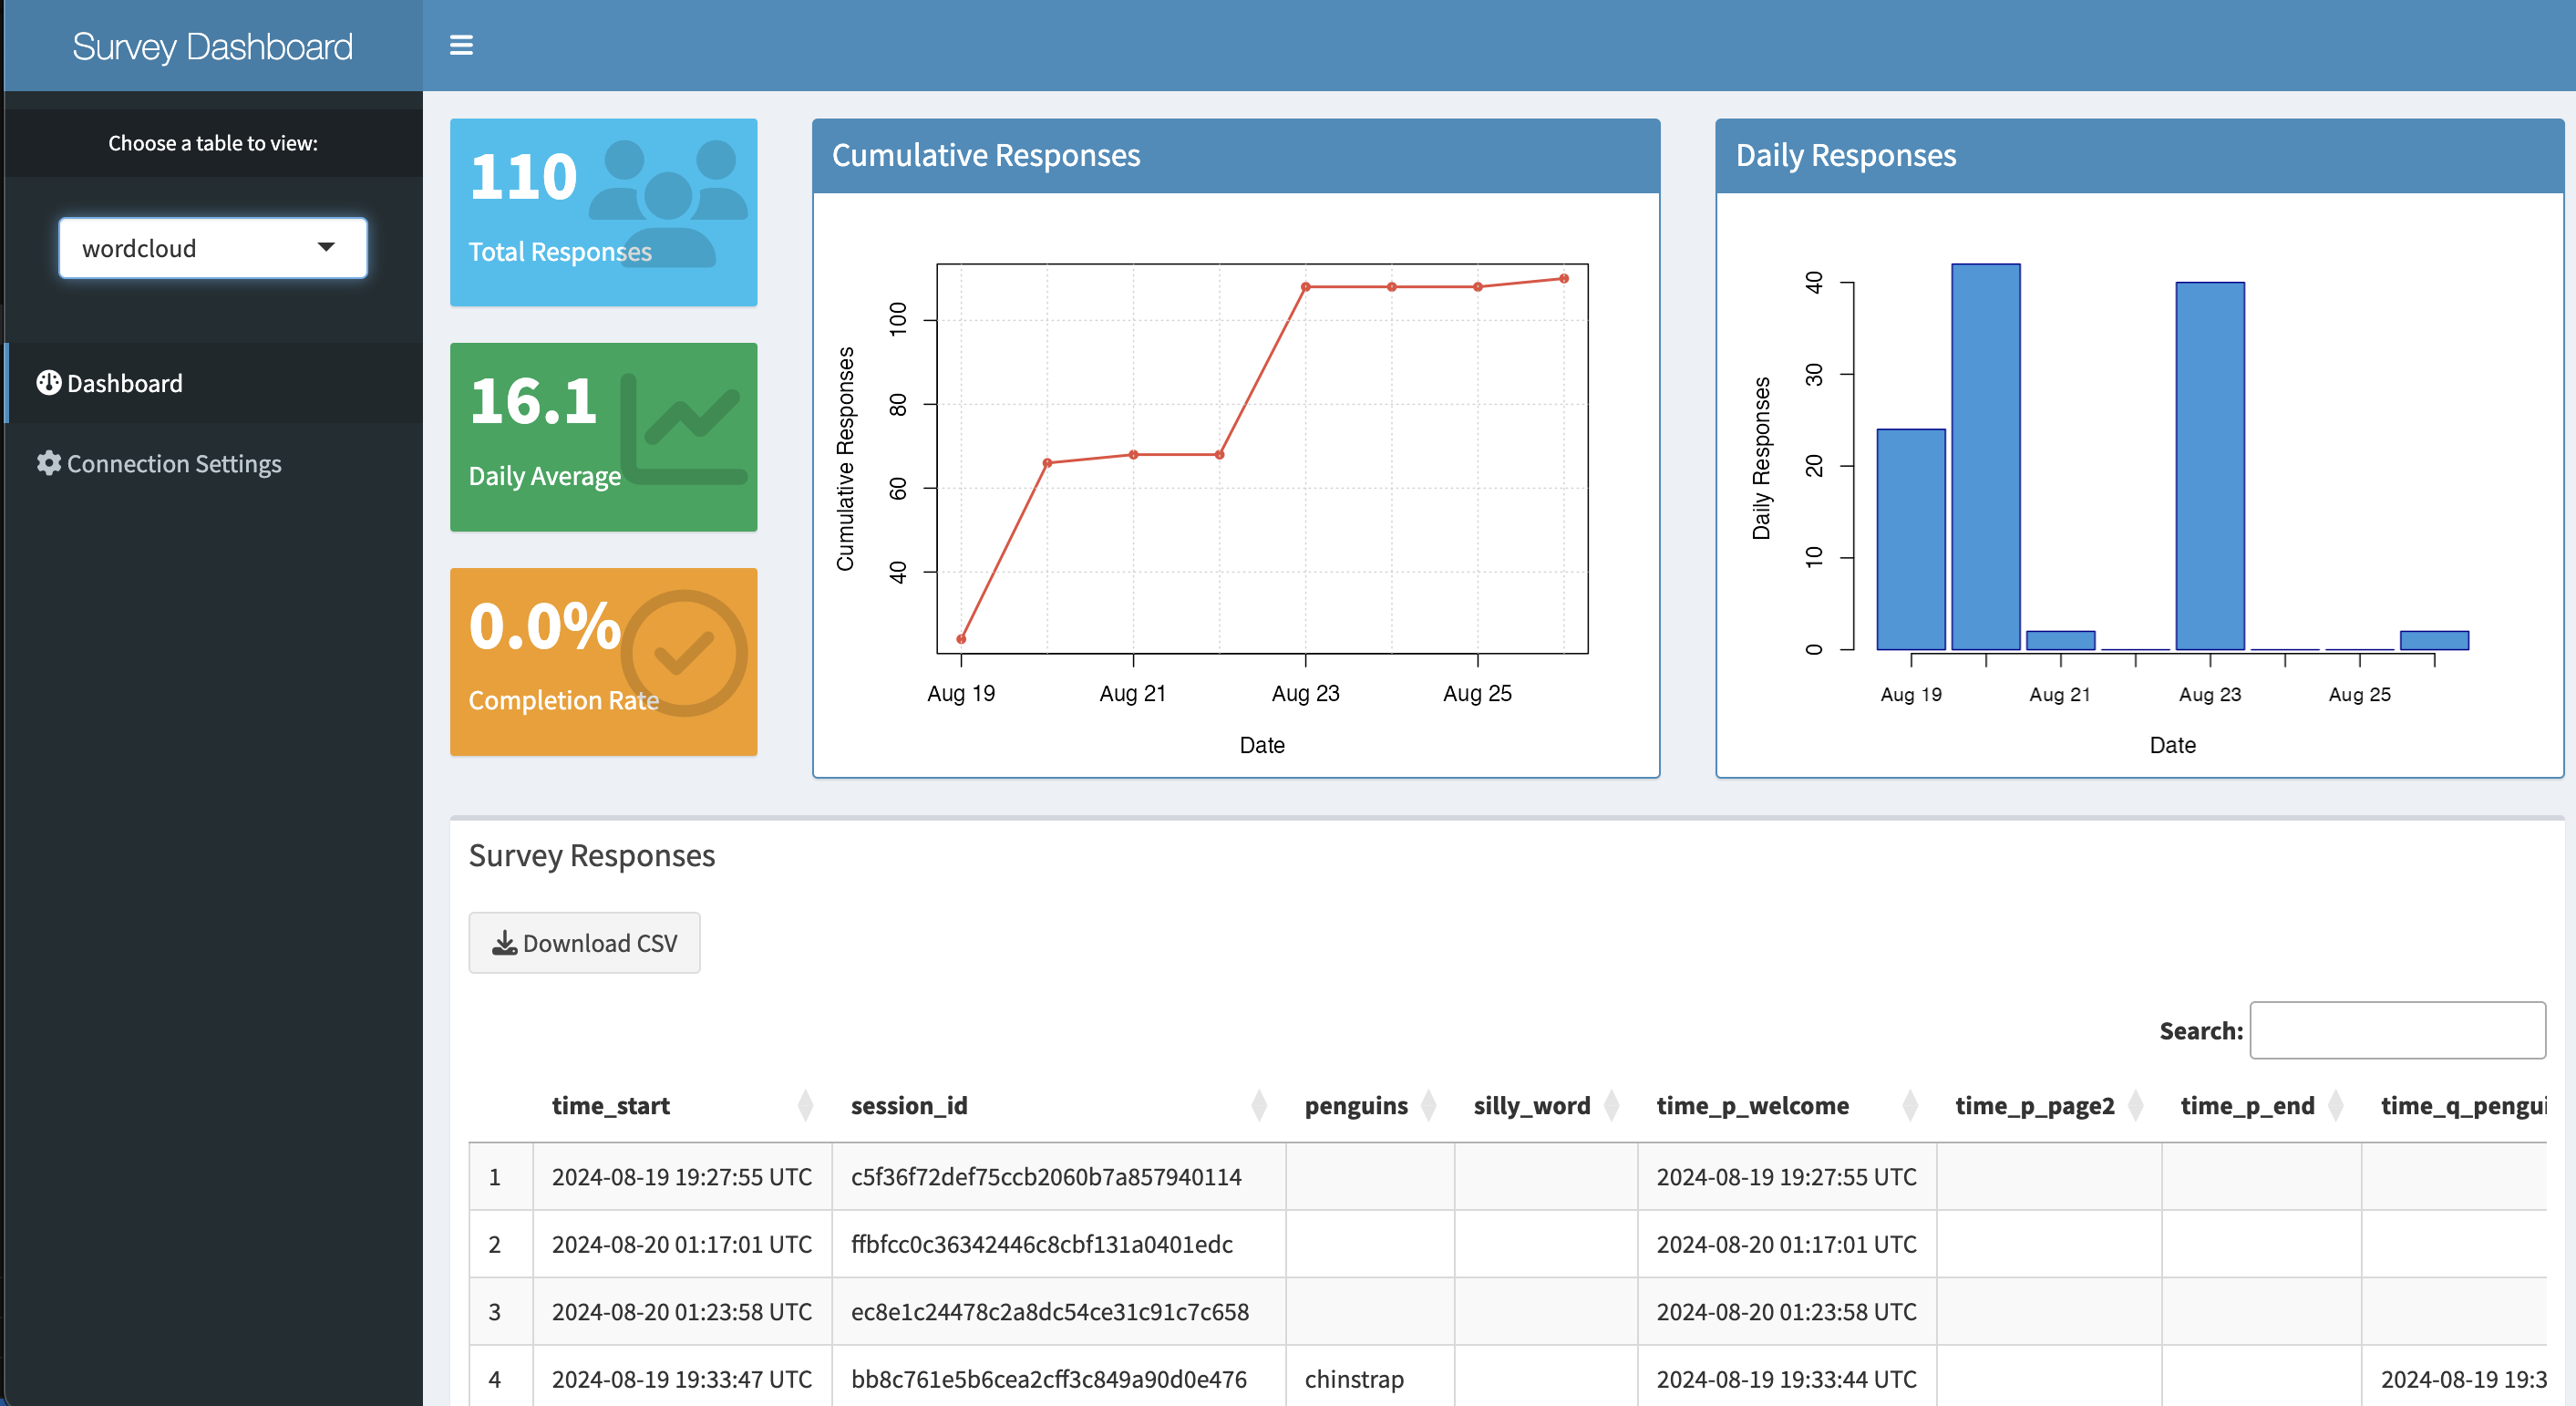 Survey Dashboard
Choose a table to view:
wordcloud
Dashboard
Connection Settings
110
Total Responses
16.1
Daily Average
0.0%
Completion Rate
Cumulative Responses
Cumulative Responses
100
80
60
40
Aug 19 Aug 21 Aug 23 Aug 25
Date
Daily Responses
Daily Responses
40
30
20
10
0
Aug 19 Aug 21 Aug 23 Aug 25
Date
Survey Responses
Download CSV
Search:
time_start session_id penguins silly_word time_p_welcome time_p_page2 time_p_end time_q_pengui
1 2024-08-19 19:27:55 UTC c5f36f72def75ccb2060b7a857940114 2024-08-19 19:27:55 UTC
2 2024-08-20 01:17:01 UTC ffbfcc0c36342446c8cbf131a0401edc 2024-08-20 01:17:01 UTC
3 2024-08-20 01:23:58 UTC ec8e1c24478c2a8dc54ce31c91c7c658 2024-08-20 01:23:58 UTC
4 2024-08-19 19:33:47 UTC bb8c761e5b6cea2cff3c849a90d0e476 chinstrap 2024-08-19 19:33:44 UTC 2024-08-19 19:3